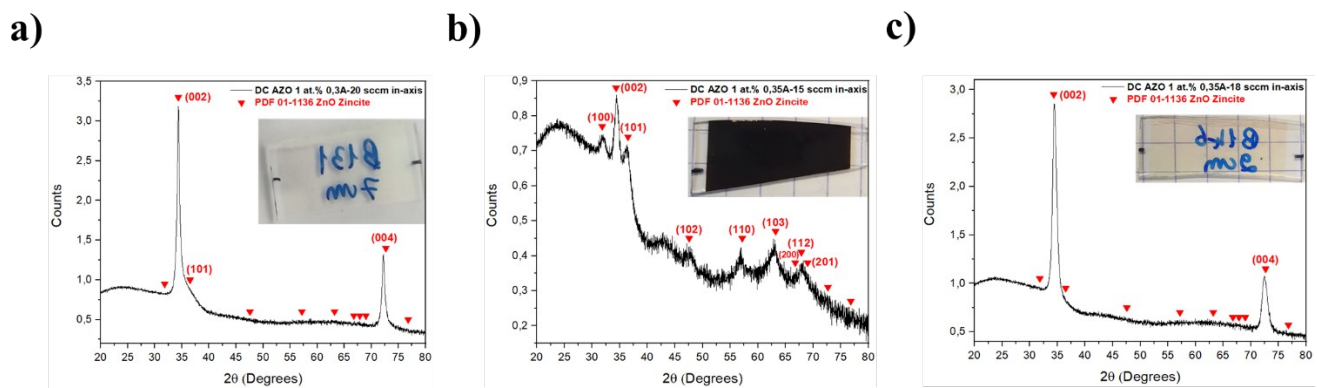 a)
b)
c)
DC AZO 1 at.% 0,3A-20 sccm in-axis
PDF 01-1136 ZnO Zincite
(002)
(101)
(004)
B131
7 cm
3,5
3,0
2,5
2,0
1,5
1,0
0,5
Counts
20 25 30 35 40 45 50 55 60 65 70 75 80
2θ (Degrees)
DC AZO 1 at.% 0,35A-15 sccm in-axis
PDF 01-1136 ZnO Zincite
(002)
(100)
(101)
(102)
(110)
(103)
(200)
(112)
(201)
0,9
0,8
0,7
0,6
0,5
0,4
0,3
0,2
Counts
20 25 30 35 40 45 50 55 60 65 70 75 80
2θ (Degrees)
DC AZO 1 at.% 0,35A-18 sccm in-axis
PDF 01-1136 ZnO Zincite
(002)
(004)
3,0
2,5
2,0
1,5
1,0
0,5
Counts
20 25 30 35 40 45 50 55 60 65 70 75 80
2θ (Degrees)